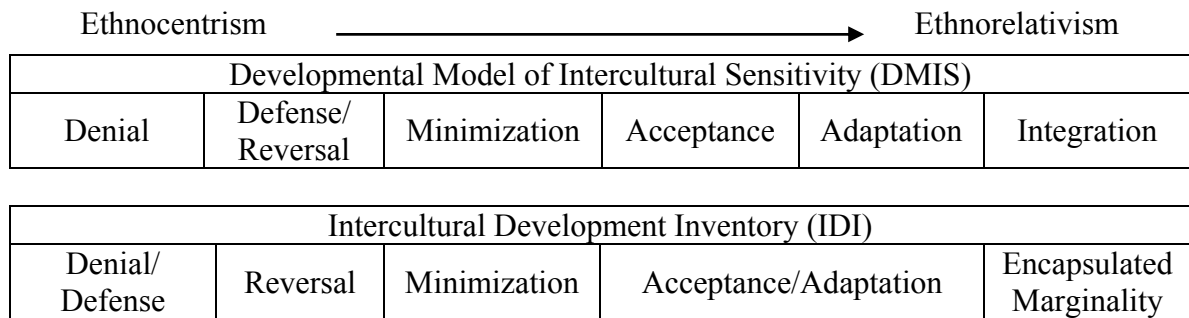 Ethnocentrism Ethnorelativism
Developmental Model of Intercultural Sensitivity (DMIS)
Denial Defense/ Reversal Minimization Acceptance Adaptation Integration
Intercultural Development Inventory (IDI)
Denial/ Defense Reversal Minimization Acceptance/Adaptation Encapsulated Marginality